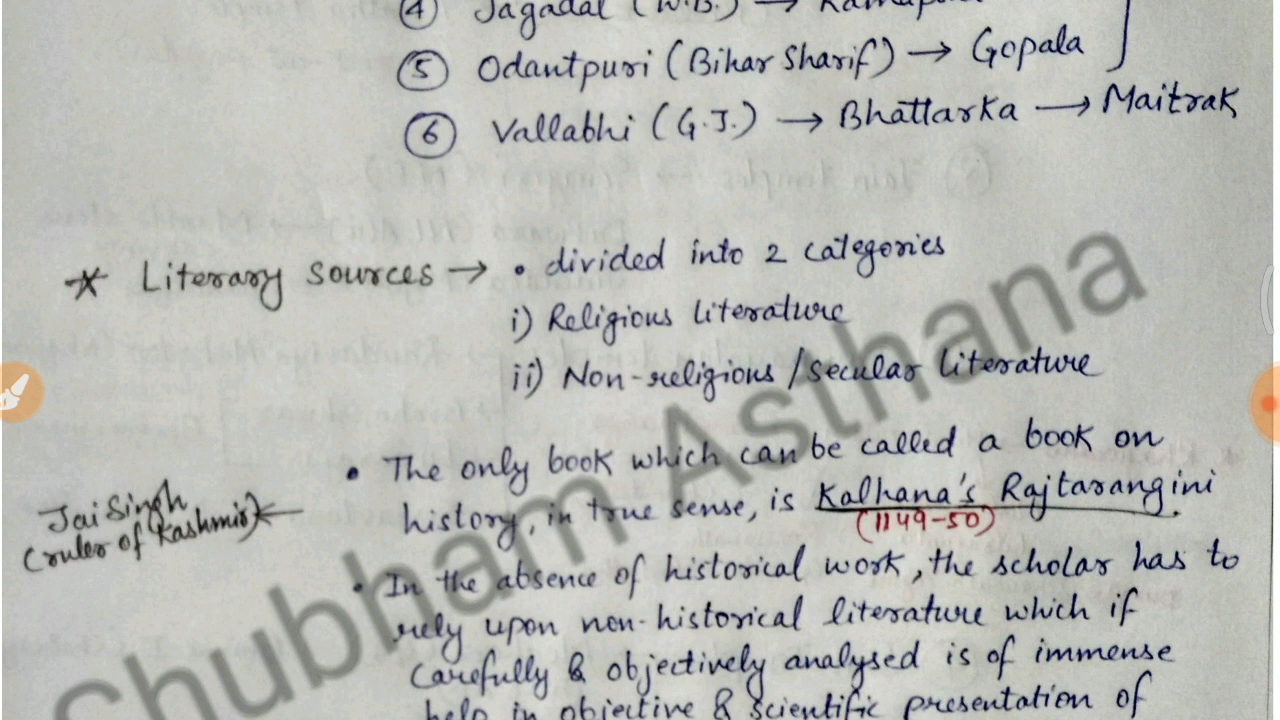 ④ Jagadal (W.B.) →
⑤ Odantpuri (Bihar Sharif) → Gopala
⑥ Vallabhi (G.J.) → Bhattarka → Maitrak
* Literary sources → • divided into 2 categories
i) Religious literature
ii) Non-religious / secular literature
• The only book which can be called a book on
history, in true sense, is Kalhana's Rajtarangini.
(1149-50)
Jai Singh
(ruler of Kashmir) ←
• In the absence of historical work, the scholar has to
rely upon non-historical literature which if
carefully & objectively analysed is of immense
help in objective & scientific presentation of
Shubham Asthana